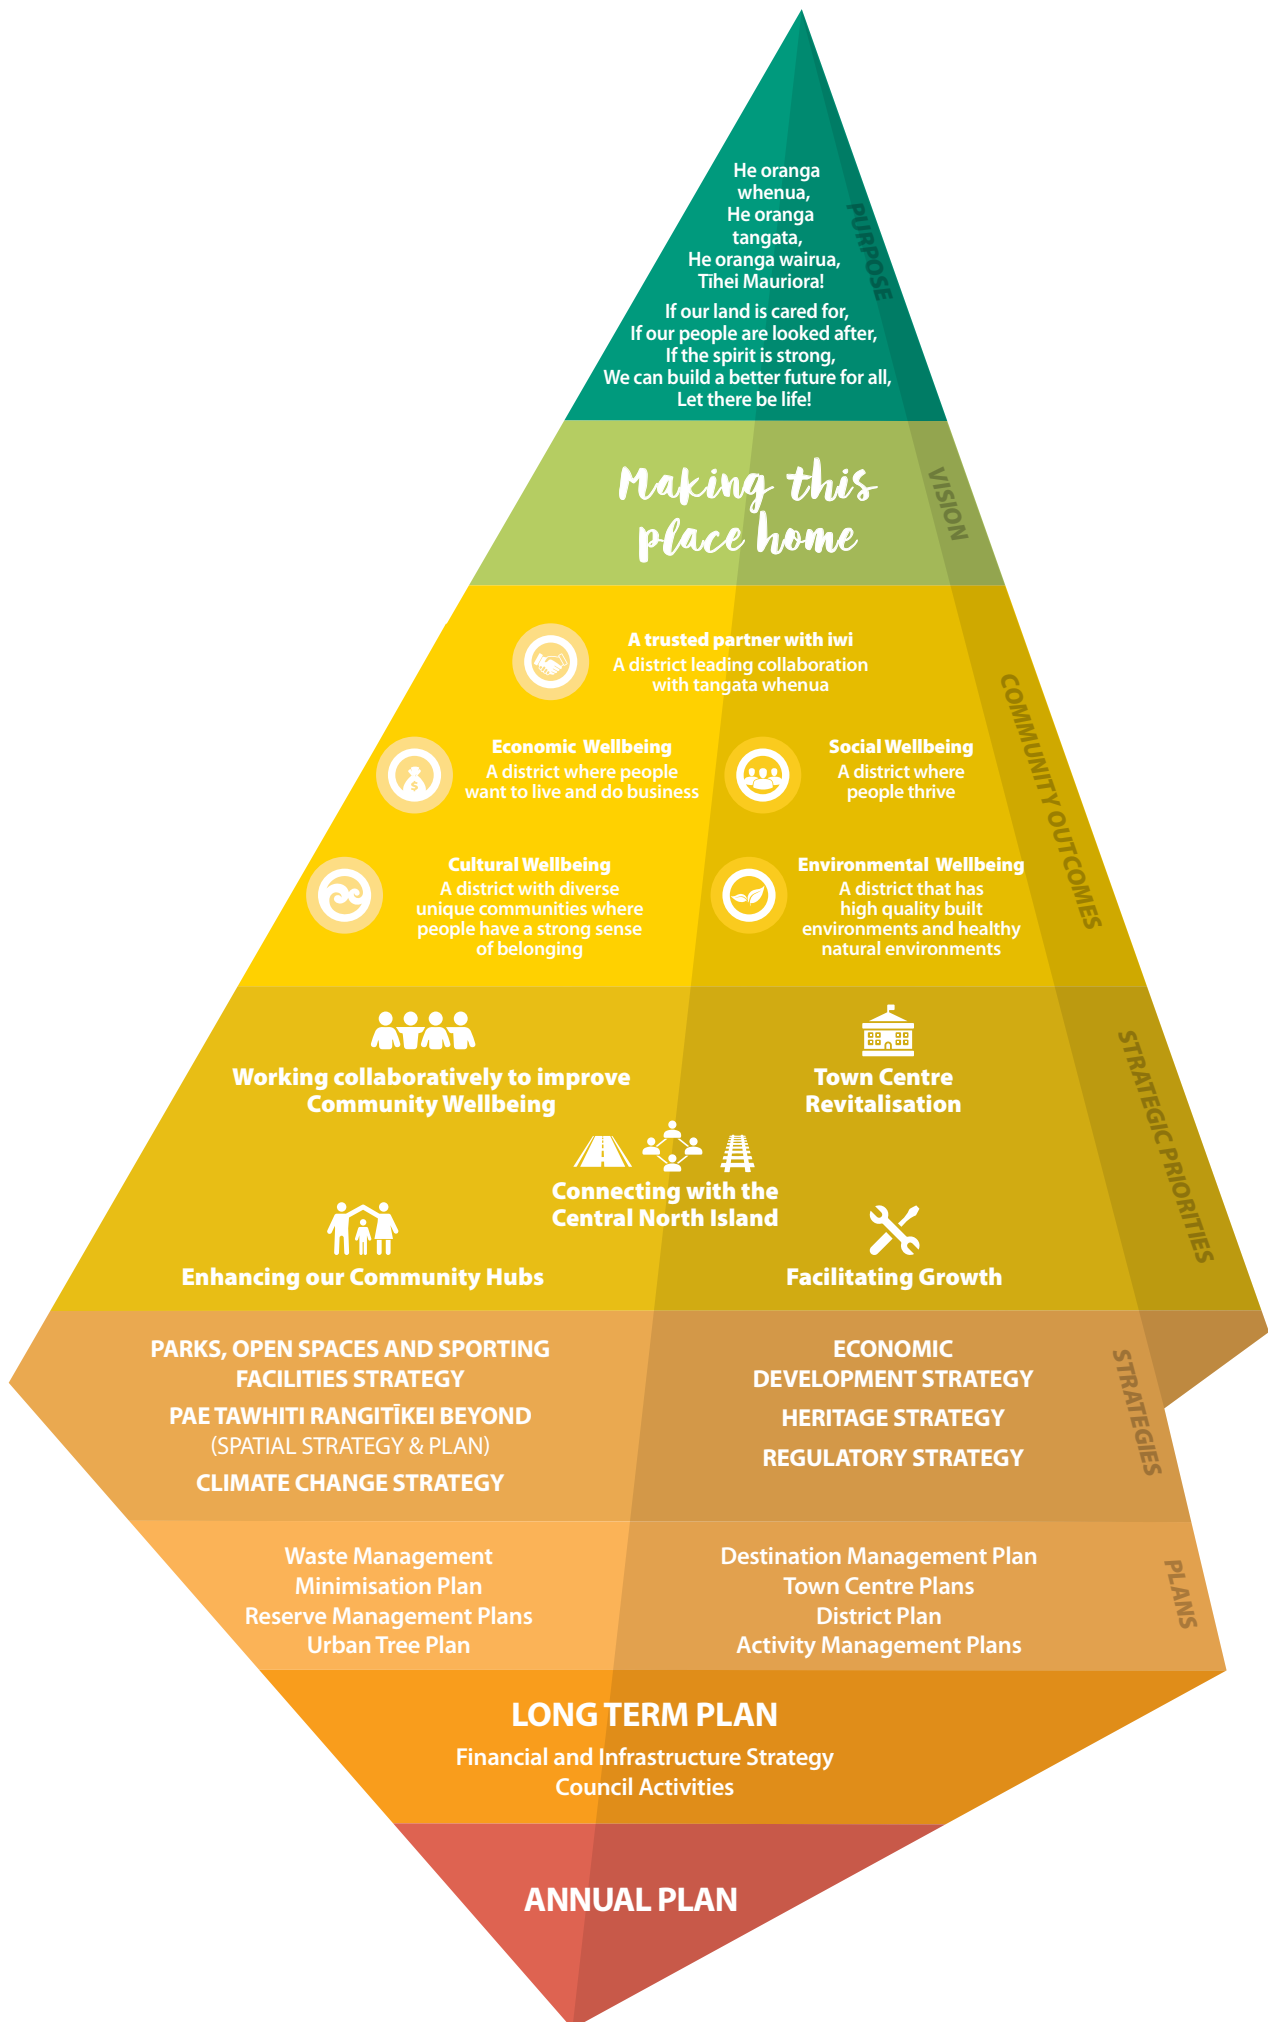 He oranga
whenua,
He oranga
tangata,
He oranga wairua,
Tīhei Mauriora!
If our land is cared for,
If our people are looked after,
If the spirit is strong,
We can build a better future for all,
Let there be life!
PURPOSE
Making this
place home
VISION
A trusted partner with iwi
A district leading collaboration
with tangata whenua
Economic Wellbeing
A district where people
want to live and do business
$
Social Wellbeing
A district where
people thrive
Cultural Wellbeing
A district with diverse
unique communities where
people have a strong sense
of belonging
Environmental Wellbeing
A district that has
high quality built
environments and healthy
natural environments
COMMUNITY OUTCOMES
Working collaboratively to improve
Community Wellbeing
Town Centre
Revitalisation
Connecting with the
Central North Island
Enhancing our Community Hubs
Facilitating Growth
STRATEGIC PRIORITIES
PARKS, OPEN SPACES AND SPORTING
FACILITIES STRATEGY
PAE TAWHITI RANGITĪKEI BEYOND
(SPATIAL STRATEGY & PLAN)
CLIMATE CHANGE STRATEGY
ECONOMIC
DEVELOPMENT STRATEGY
HERITAGE STRATEGY
REGULATORY STRATEGY
STRATEGIES
Waste Management
Minimisation Plan
Reserve Management Plans
Urban Tree Plan
Destination Management Plan
Town Centre Plans
District Plan
Activity Management Plans
PLANS
LONG TERM PLAN
Financial and Infrastructure Strategy
Council Activities
ANNUAL PLAN